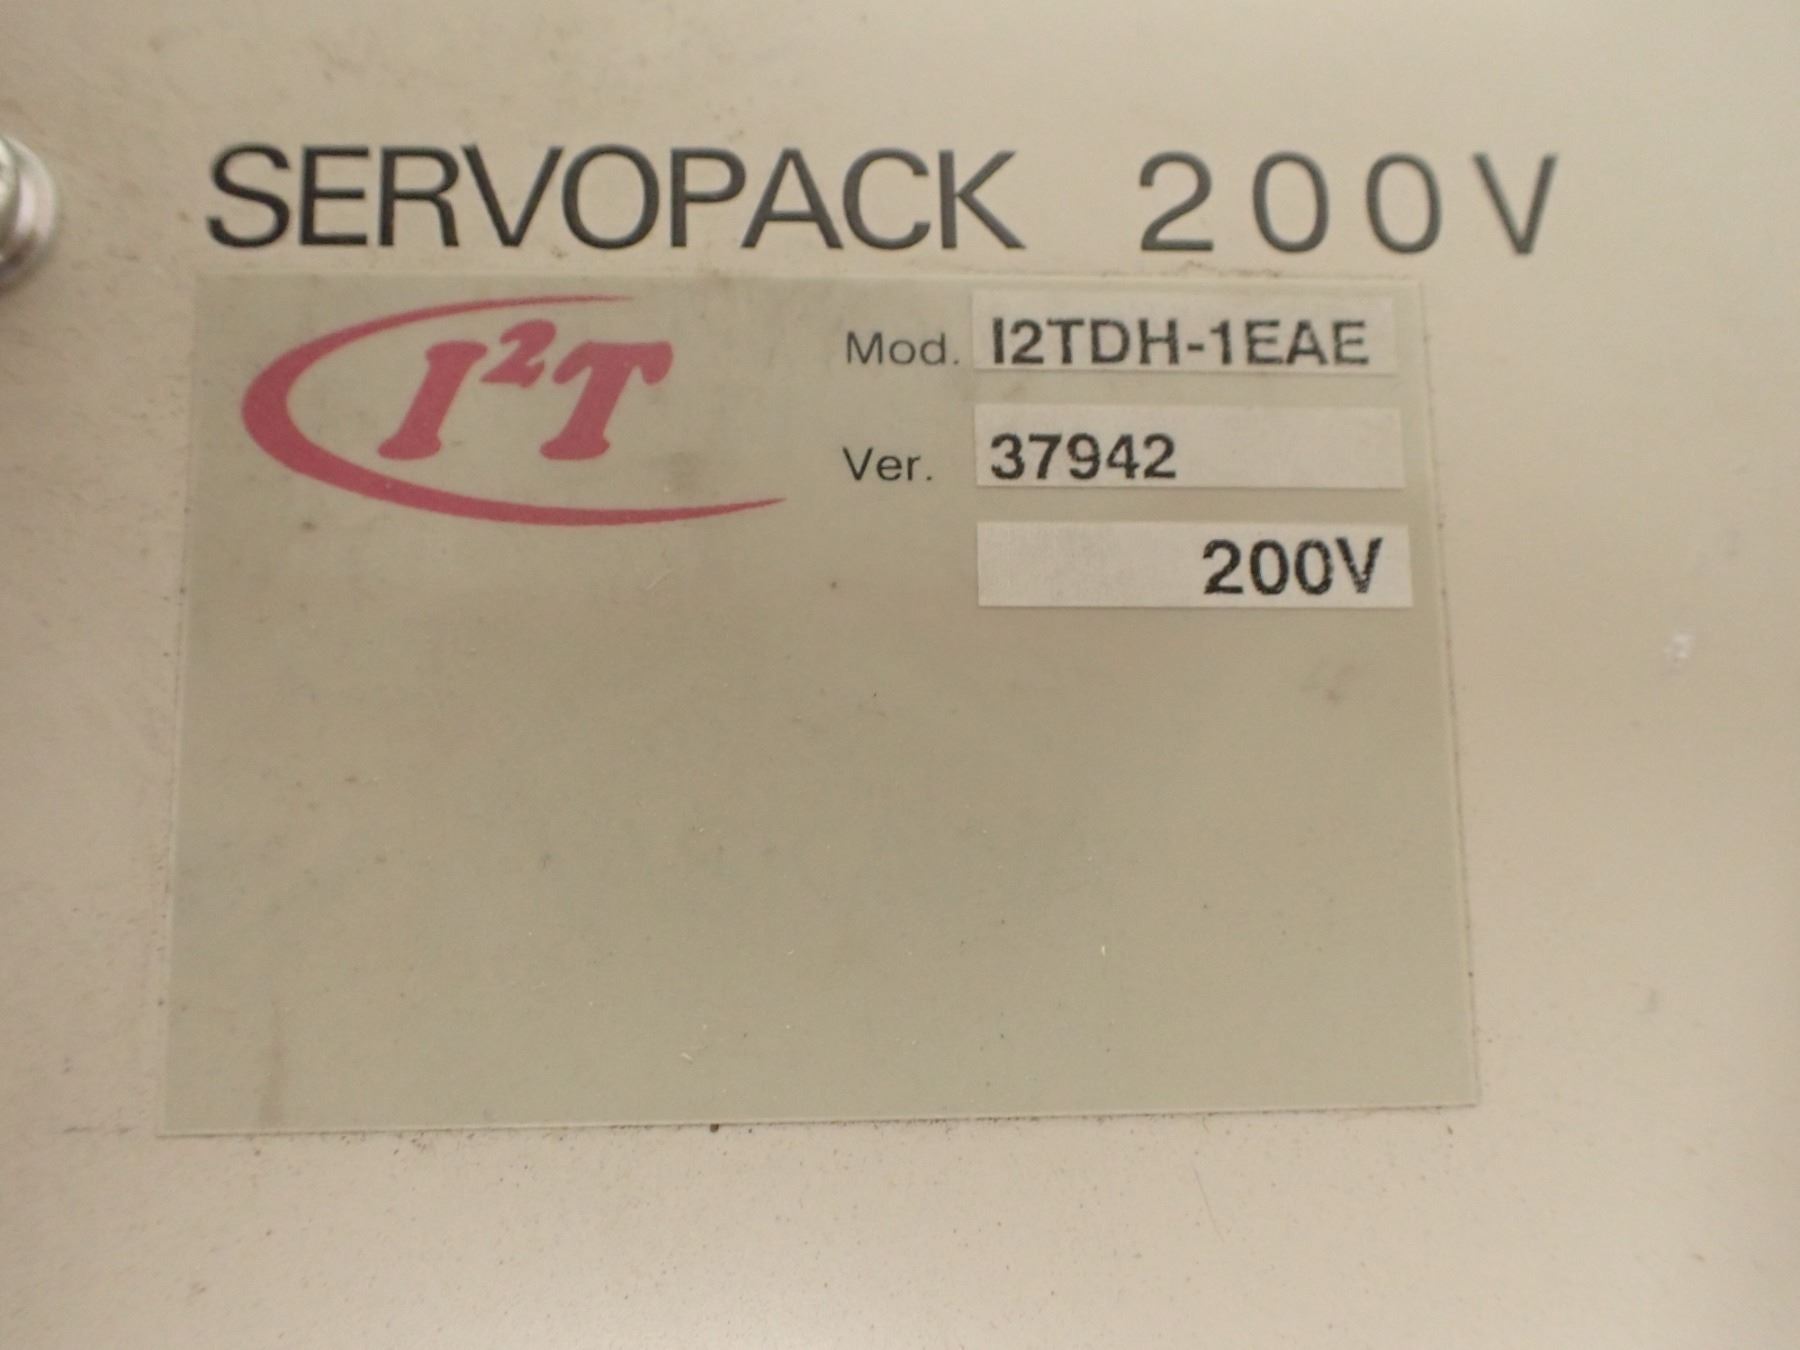 SERVOPACK 200V
I²T
Mod. I2TDH-1EAE
Ver. 37942
200V